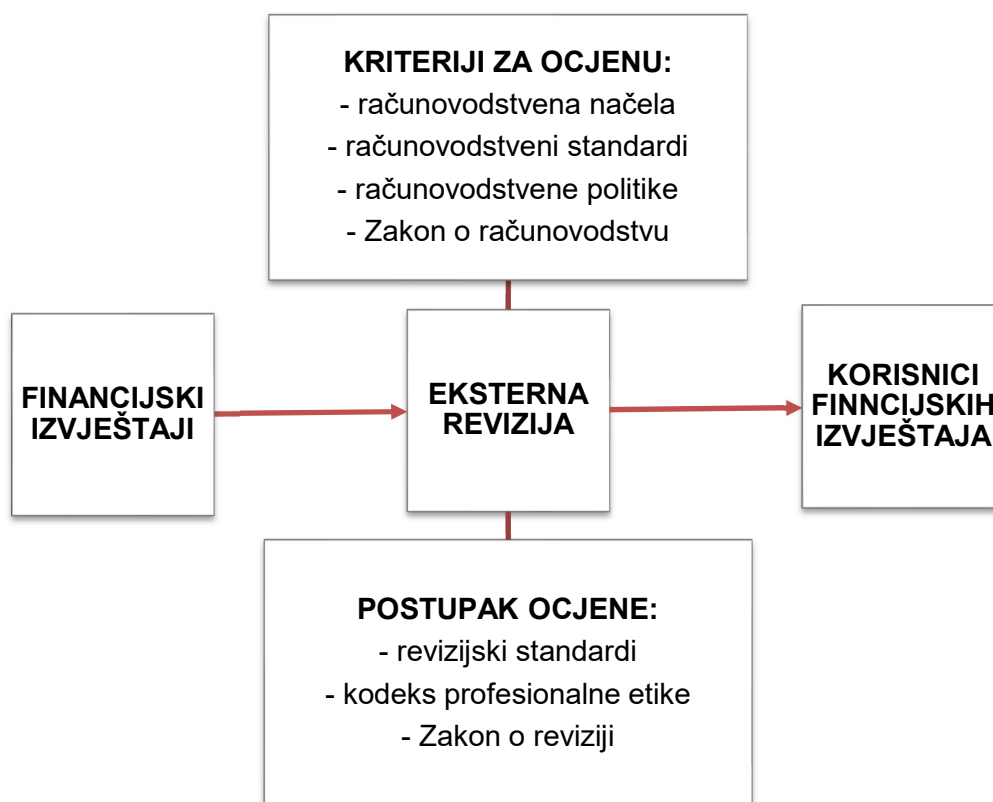 KRITERIJI ZA OCJENU:
- računovodstvena načela
- računovodstveni standardi
- računovodstvene politike
- Zakon o računovodstvu
FINANCIJSKI
IZVJEŠTAJI
EKSTERNA
REVIZIJA
KORISNICI
FINNCIJSKIH
IZVJEŠTAJA
POSTUPAK OCJENE:
- revizijski standardi
- kodeks profesionalne etike
- Zakon o reviziji